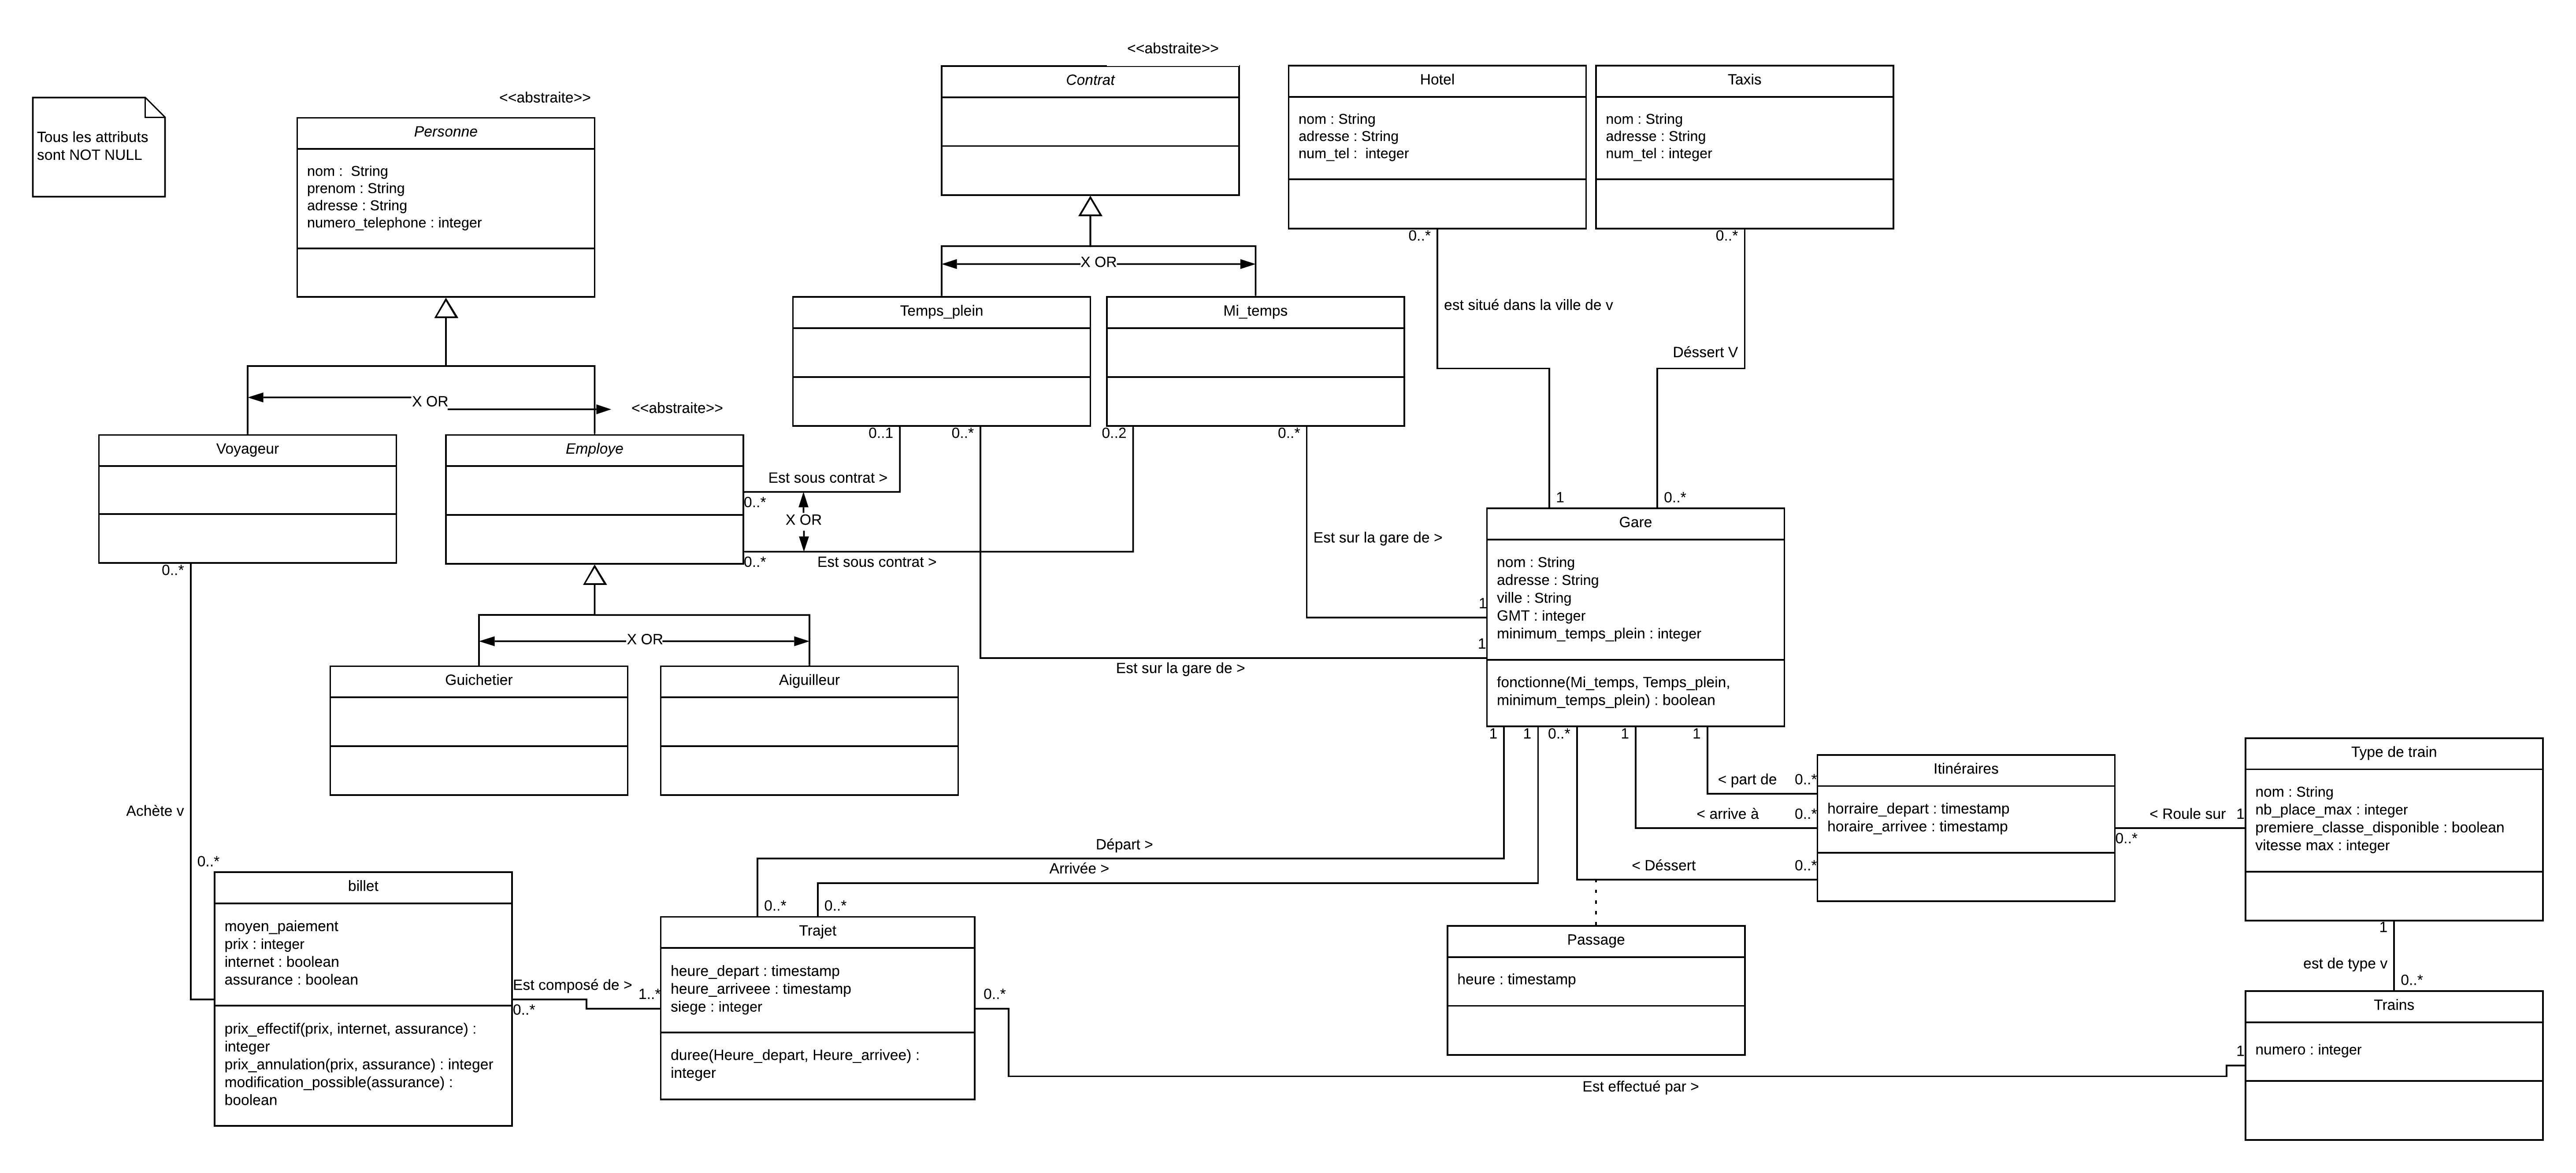 Tous les attributs
sont NOT NULL
<<abstraite>>
Personne
nom :  String
prenom : String
adresse : String
numero_telephone : integer
X OR
Voyageur
<<abstraite>>
Employe
X OR
Guichetier
Aiguilleur
<<abstraite>>
Contrat
X OR
Temps_plein
Mi_temps
0..1
0..*
0..2
0..*
Est sous contrat >
0..*
X OR
0..*
Est sous contrat >
Est sur la gare de >
1
1
Est sur la gare de >
Hotel
nom : String
adresse : String
num_tel :  integer
0..*
est situé dans la ville de v
1
Taxis
nom : String
adresse : String
num_tel : integer
0..*
Déssert V
0..*
Gare
nom : String
adresse : String
ville : String
GMT : integer
minimum_temps_plein : integer
fonctionne(Mi_temps, Temps_plein,
minimum_temps_plein) : boolean
1
1
0..*
1
1
< part de
0..*
< arrive à
0..*
< Déssert
0..*
Itinéraires
horraire_depart : timestamp
horaire_arrivee : timestamp
< Roule sur
1
0..*
Type de train
nom : String
nb_place_max : integer
premiere_classe_disponible : boolean
vitesse max : integer
1
est de type v
0..*
Trains
numero : integer
1
Passage
heure : timestamp
Départ >
Arrivée >
0..*
0..*
Trajet
heure_depart : timestamp
heure_arriveee : timestamp
siege : integer
duree(Heure_depart, Heure_arrivee) :
integer
0..*
Est effectué par >
0..*
Achète v
0..*
billet
moyen_paiement
prix : integer
internet : boolean
assurance : boolean
prix_effectif(prix, internet, assurance) :
integer
prix_annulation(prix, assurance) : integer
modification_possible(assurance) :
boolean
Est composé de >
1..*
0..*